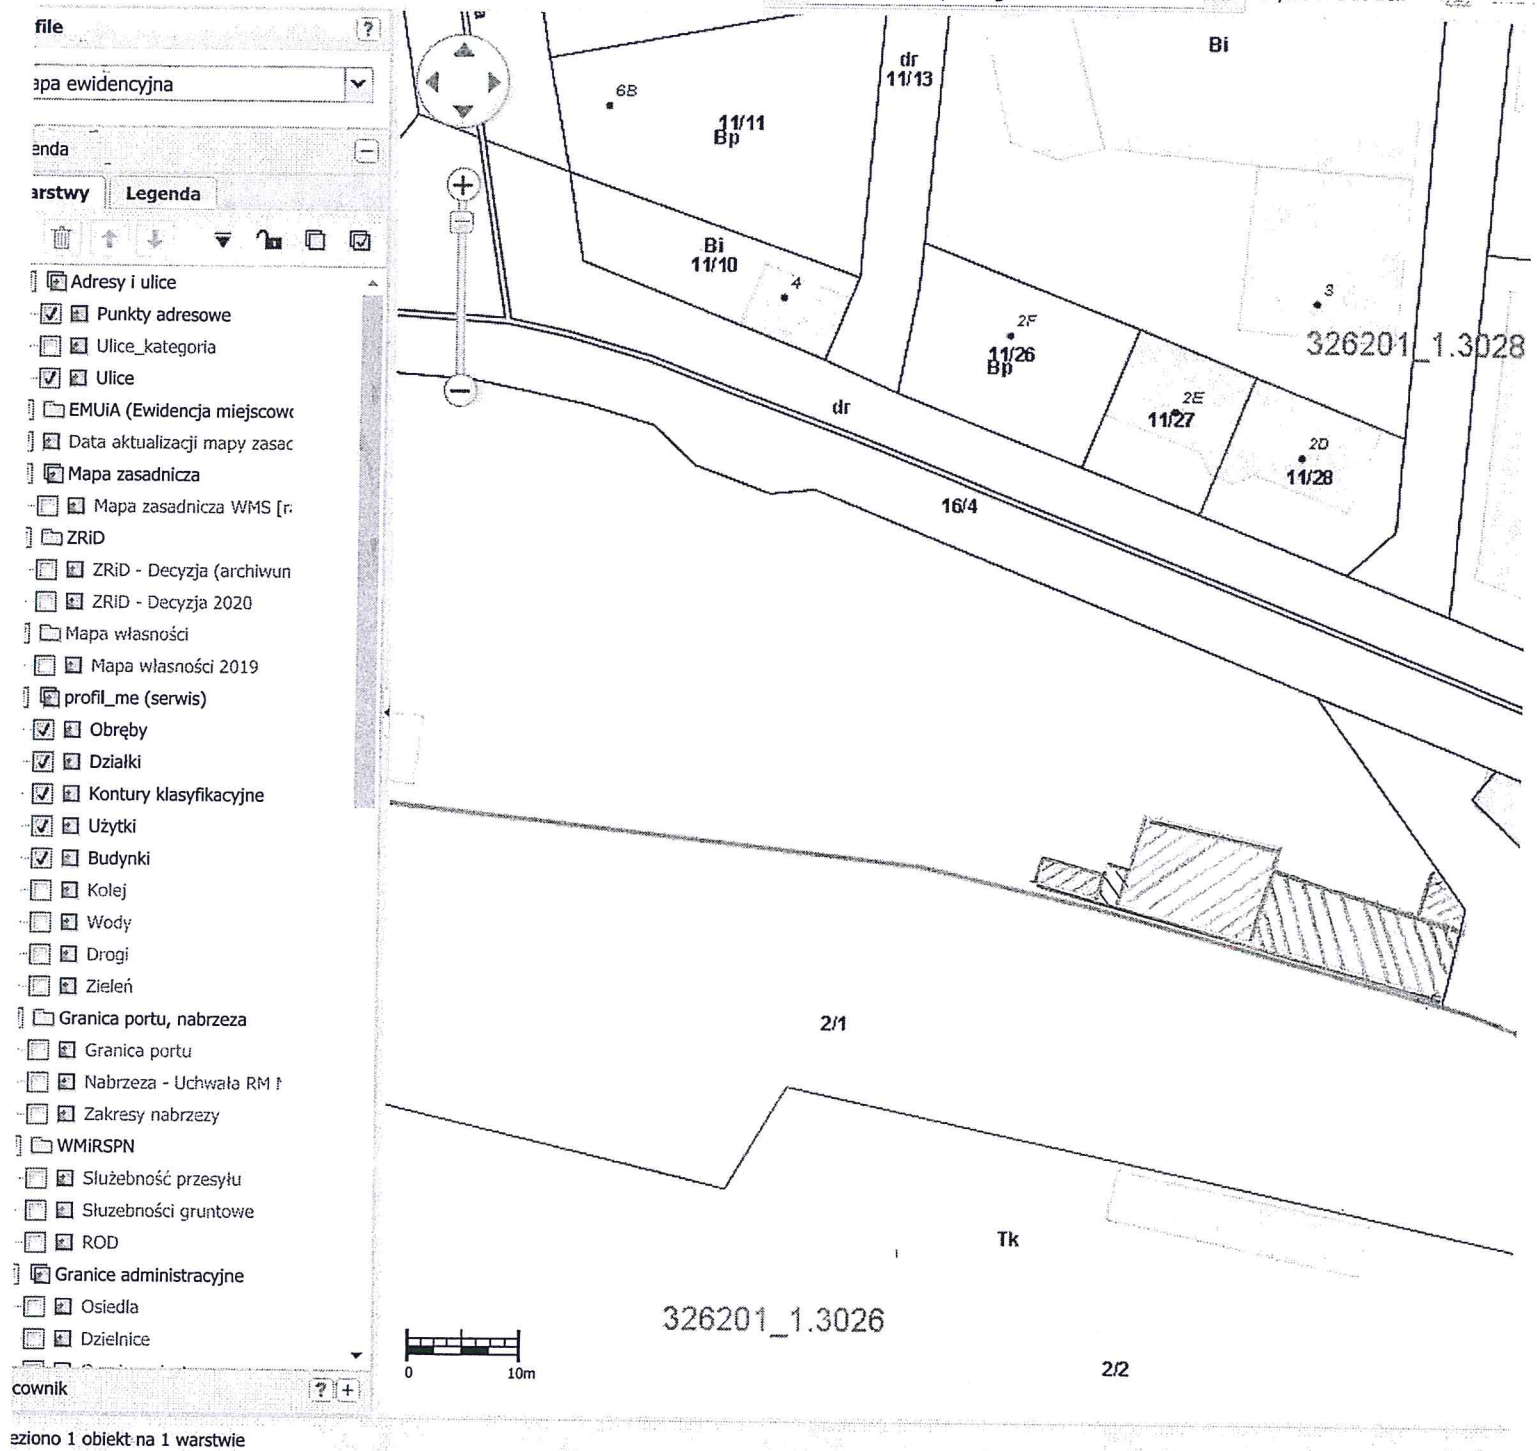 file
?
apa ewidencyjna
enda
arstwy
Legenda
Adresy i ulice
Punkty adresowe
Ulice_kategoria
Ulice
EMUiA (Ewidencja miejscowo
Data aktualizacji mapy zasac
Mapa zasadnicza
Mapa zasadnicza WMS [r
ZRiD
ZRiD - Decyzja (archiwun
ZRiD - Decyzja 2020
Mapa własności
Mapa własności 2019
profil_me (serwis)
Obręby
Działki
Kontury klasyfikacyjne
Użytki
Budynki
Kolej
Wody
Drogi
Zieleń
Granica portu, nabrzeza
Granica portu
Nabrzeza - Uchwała RM
Zakresy nabrzezy
WMiRSPN
Służebność przesyłu
Słuzebności gruntowe
ROD
Granice administracyjne
Osiedla
Dzielnice
cownik
? +
eziono 1 obiekt na 1 warstwie
6B
11/11
Bp
dr
11/13
Bi
Bi
11/10
4
3
326201_1.3028
2F
11/26
Bp
2E
11/27
2D
11/28
dr
16/4
2/1
Tk
326201_1.3026
0
10m
2/2